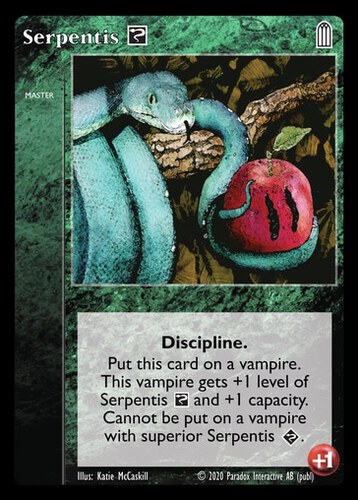 Serpentis
MASTER
Discipline.
Put this card on a vampire.
This vampire gets +1 level of
Serpentis and +1 capacity.
Cannot be put on a vampire
with superior Serpentis .
+1
Illus: Katie McCaskill © 2020 Paradox Interactive AB (publ)